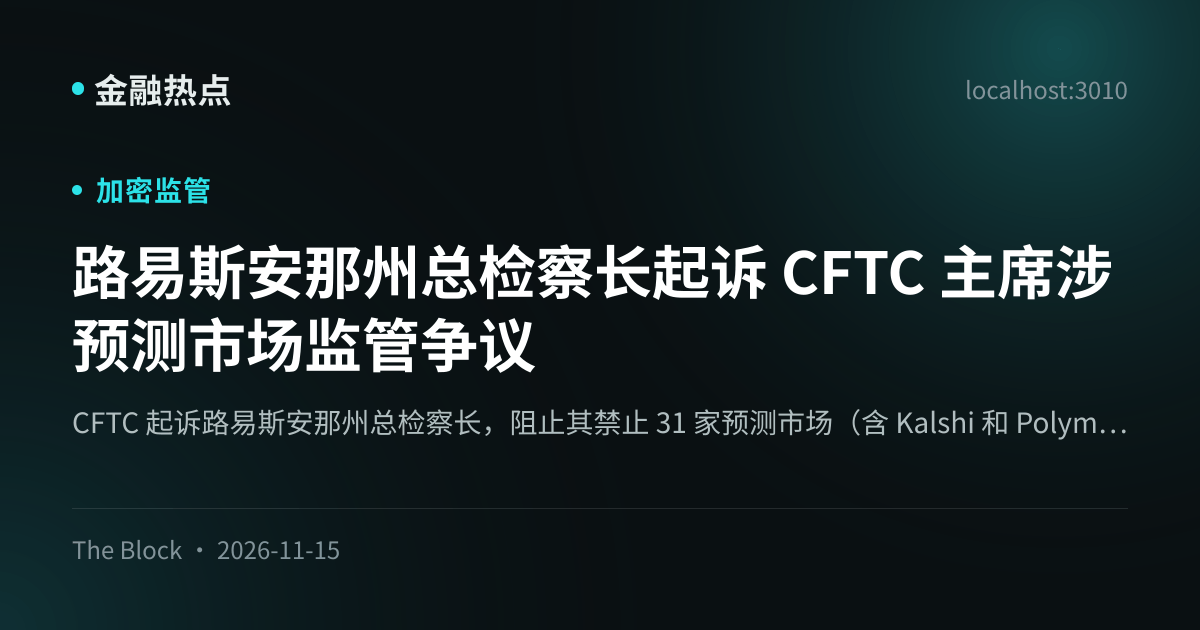 金融热点
localhost:3010
加密监管
路易斯安那州总检察长起诉 CFTC 主席涉
预测市场监管争议
CFTC 起诉路易斯安那州总检察长，阻止其禁止 31 家预测市场（含 Kalshi 和 Polym…
The Block • 2026-11-15